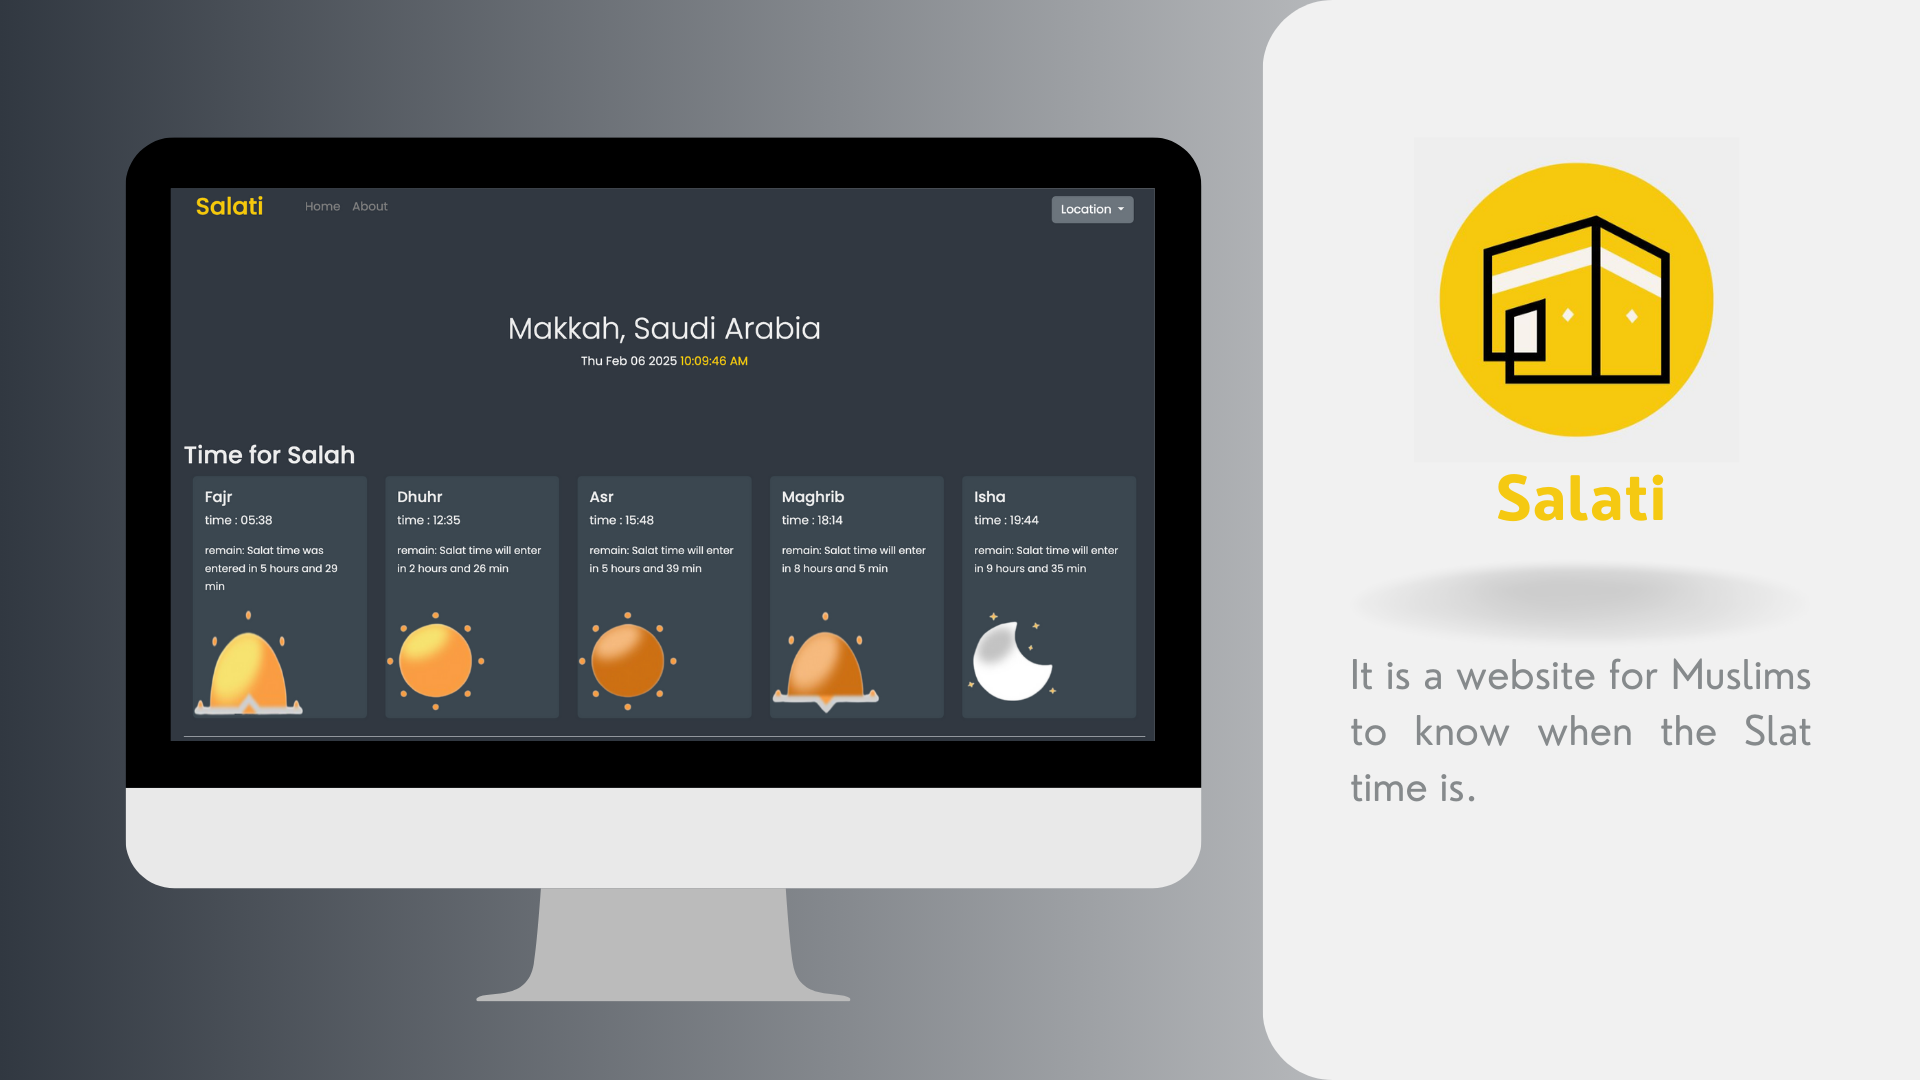 Salati
Home About
Location
Makkah, Saudi Arabia
Thu Feb 06 2025 10:09:46 AM
Time for Salah
Fajr
time : 05:38
remain: Salat time was
entered in 5 hours and 29
min
Dhuhr
time : 12:35
remain: Salat time will enter
in 2 hours and 26 min
Asr
time : 15:48
remain: Salat time will enter
in 5 hours and 39 min
Maghrib
time : 18:14
remain: Salat time will enter
in 8 hours and 5 min
Isha
time : 19:44
remain: Salat time will enter
in 9 hours and 35 min
Salati
It is a website for Muslims
to know when the Slat
time is.